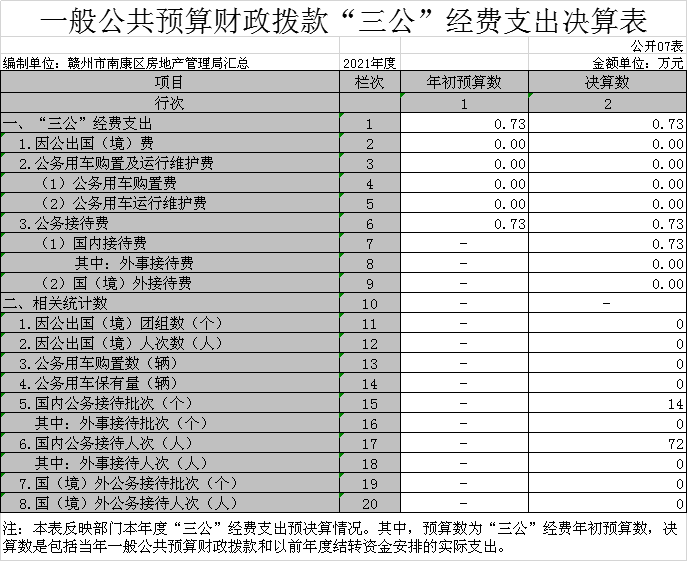 一般公共预算财政拨款“三公”经费支出决算表
公开07表
编制单位：赣州市南康区房地产管理局汇总 2021年度 金额单位：万元
项目 栏次 年初预算数 决算数
行次 1 2
一、“三公”经费支出 1 0.73 0.73
1.因公出国（境）费 2 0.00 0.00
2.公务用车购置及运行维护费 3 0.00 0.00
（1）公务用车购置费 4 0.00 0.00
（2）公务用车运行维护费 5 0.00 0.00
3.公务接待费 6 0.73 0.73
（1）国内接待费 7 － 0.73
其中：外事接待费 8 － 0.00
（2）国（境）外接待费 9 － 0.00
二、相关统计数 10 － －
1.因公出国（境）团组数（个） 11 － 0
2.因公出国（境）人次数（人） 12 － 0
3.公务用车购置数（辆） 13 － 0
4.公务用车保有量（辆） 14 － 0
5.国内公务接待批次（个） 15 － 14
其中：外事接待批次（个） 16 － 0
6.国内公务接待人次（人） 17 － 72
其中：外事接待人次（人） 18 － 0
7.国（境）外公务接待批次（个） 19 － 0
8.国（境）外公务接待人次（人） 20 － 0
注：本表反映部门本年度“三公”经费支出预决算情况。其中，预算数为“三公”经费年初预算数，决
算数是包括当年一般公共预算财政拨款和以前年度结转资金安排的实际支出。